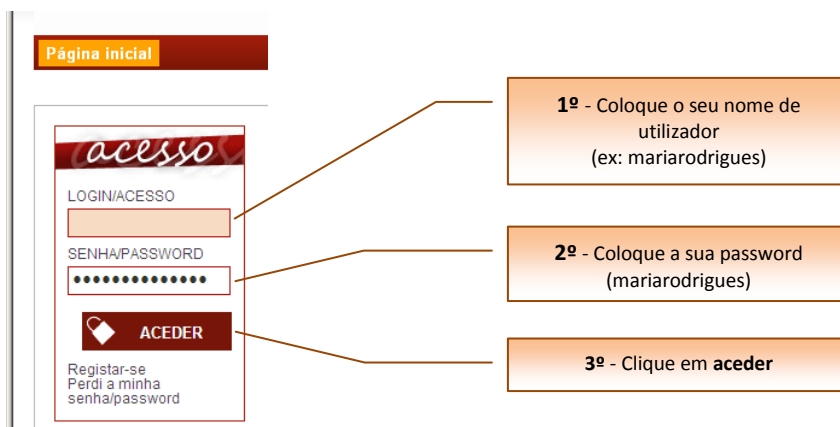 Página inicial
acesso
LOGIN/ACESSO
SENHA/PASSWORD
ACEDER
Registar-se
Perdi a minha
senha/password
1º - Coloque o seu nome de
utilizador
(ex: mariarodrigues)
2º - Coloque a sua password
(mariarodrigues)
3º - Clique em aceder